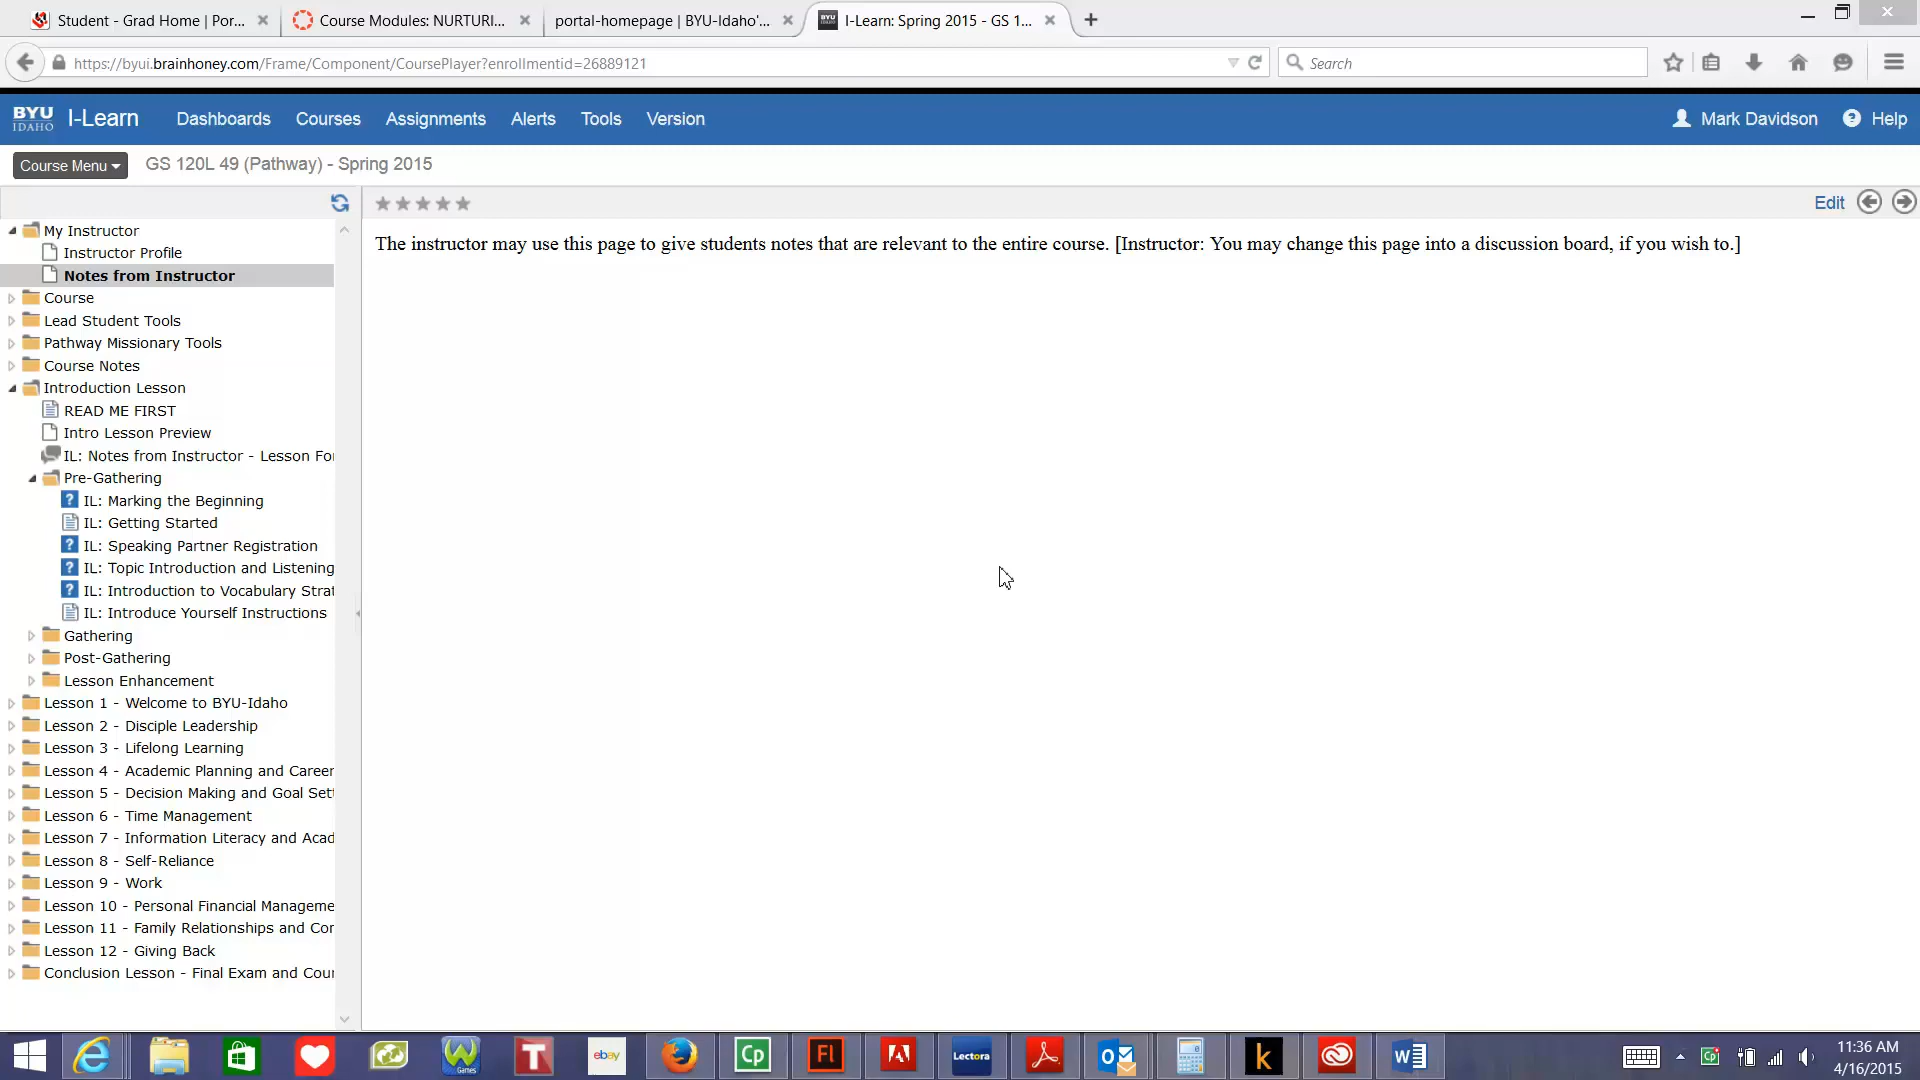 Student - Grad Home | Por...
Course Modules: NURTURI...
portal-homepage | BYU-Idaho'...
I-Learn: Spring 2015 - GS 1...
https://byui.brainhoney.com/Frame/Component/CoursePlayer?enrollmentid=26889121
Search
BYU IDAHO I-Learn Dashboards Courses Assignments Alerts Tools Version Mark Davidson ? Help
Course Menu GS 120L 49 (Pathway) - Spring 2015
Edit
My Instructor
Instructor Profile
Notes from Instructor
Course
Lead Student Tools
Pathway Missionary Tools
Course Notes
Introduction Lesson
READ ME FIRST
Intro Lesson Preview
IL: Notes from Instructor - Lesson For
Pre-Gathering
? IL: Marking the Beginning
IL: Getting Started
? IL: Speaking Partner Registration
? IL: Topic Introduction and Listening
? IL: Introduction to Vocabulary Strat
IL: Introduce Yourself Instructions
Gathering
Post-Gathering
Lesson Enhancement
Lesson 1 - Welcome to BYU-Idaho
Lesson 2 - Disciple Leadership
Lesson 3 - Lifelong Learning
Lesson 4 - Academic Planning and Career
Lesson 5 - Decision Making and Goal Sett
Lesson 6 - Time Management
Lesson 7 - Information Literacy and Acad
Lesson 8 - Self-Reliance
Lesson 9 - Work
Lesson 10 - Personal Financial Manageme
Lesson 11 - Family Relationships and Cor
Lesson 12 - Giving Back
Conclusion Lesson - Final Exam and Cour
The instructor may use this page to give students notes that are relevant to the entire course. [Instructor: You may change this page into a discussion board, if you wish to.]
W Games T ebay Cp Fl Lectora k W Cp
11:36 AM
4/16/2015